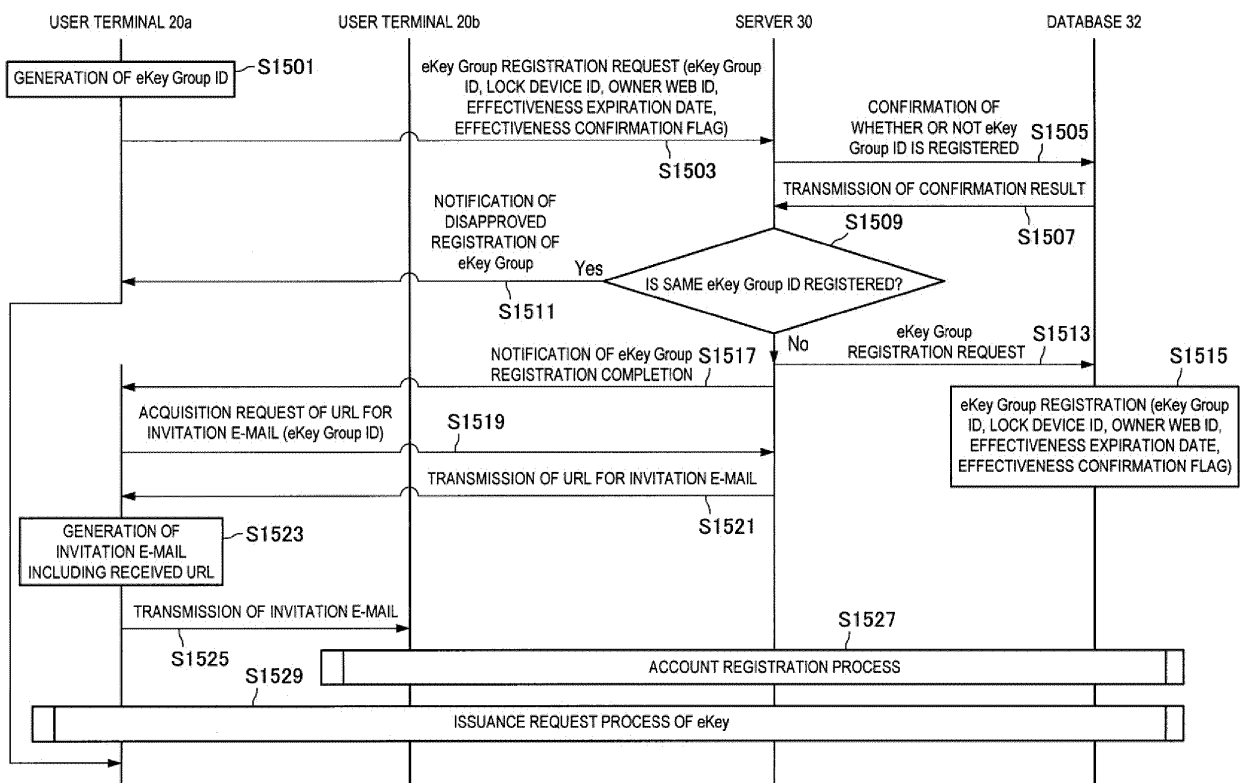 USER TERMINAL 20a
USER TERMINAL 20b
SERVER 30
DATABASE 32
GENERATION OF eKey Group ID
S1501
eKey Group REGISTRATION REQUEST (eKey Group
ID, LOCK DEVICE ID, OWNER WEB ID,
EFFECTIVENESS EXPIRATION DATE,
EFFECTIVENESS CONFIRMATION FLAG)
S1503
CONFIRMATION OF
WHETHER OR NOT eKey
Group ID IS REGISTERED
S1505
TRANSMISSION OF CONFIRMATION RESULT
S1507
NOTIFICATION OF
DISAPPROVED
REGISTRATION OF
eKey Group
S1509
Yes
IS SAME eKey Group ID REGISTERED?
S1511
No
eKey Group
REGISTRATION REQUEST
S1513
NOTIFICATION OF eKey Group
REGISTRATION COMPLETION
S1517
S1515
eKey Group REGISTRATION (eKey Group
ID, LOCK DEVICE ID, OWNER WEB ID,
EFFECTIVENESS EXPIRATION DATE,
EFFECTIVENESS CONFIRMATION FLAG)
ACQUISITION REQUEST OF URL FOR
INVITATION E-MAIL (eKey Group ID)
S1519
TRANSMISSION OF URL FOR INVITATION E-MAIL
S1521
GENERATION OF
INVITATION E-MAIL
INCLUDING RECEIVED URL
S1523
TRANSMISSION OF INVITATION E-MAIL
S1525
S1527
ACCOUNT REGISTRATION PROCESS
S1529
ISSUANCE REQUEST PROCESS OF eKey